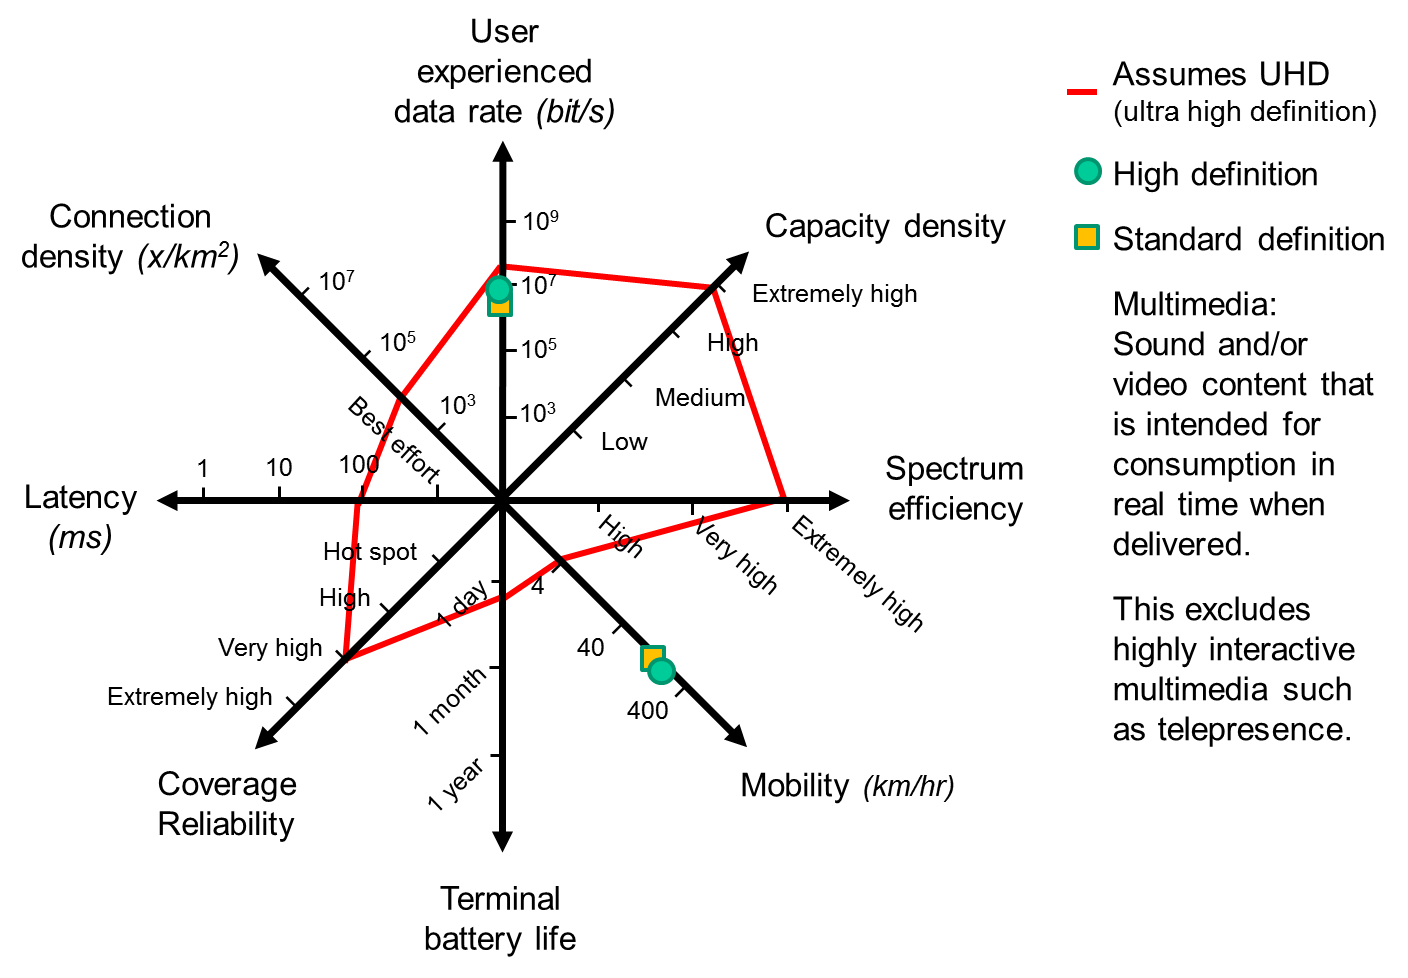 User
experienced
data rate (bit/s)
Connection
density (x/km²)
Capacity density
10⁹
10⁷
10⁵
10³
10⁷
10⁵
10³
Extremely high
High
Medium
Low
Best effort
1
10
100
Latency
(ms)
Spectrum
efficiency
High
Very high
Extremely high
Hot spot
High
Very high
Extremely high
Coverage
Reliability
1 day
1 month
1 year
Terminal
battery life
4
40
400
Mobility (km/hr)
Assumes UHD
(ultra high definition)
High definition
Standard definition
Multimedia:
Sound and/or
video content that
is intended for
consumption in
real time when
delivered.
This excludes
highly interactive
multimedia such
as telepresence.